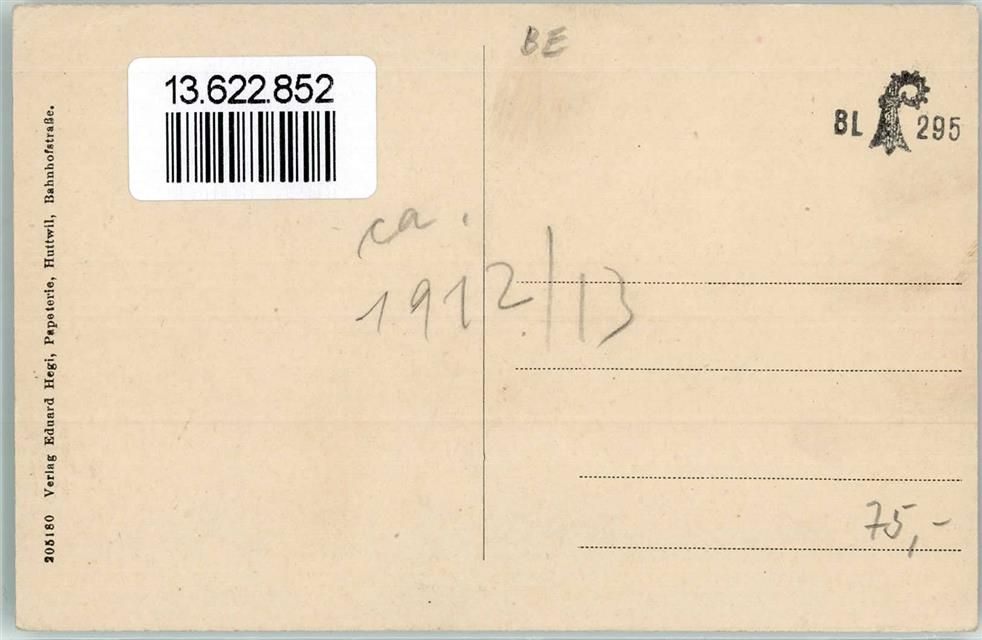 BE
13.622.852
BL 295
ca.
1912/13
75,-
205180 Verlag Eduard Hegi, Papeterie, Huttwil, Bahnhofstraße.